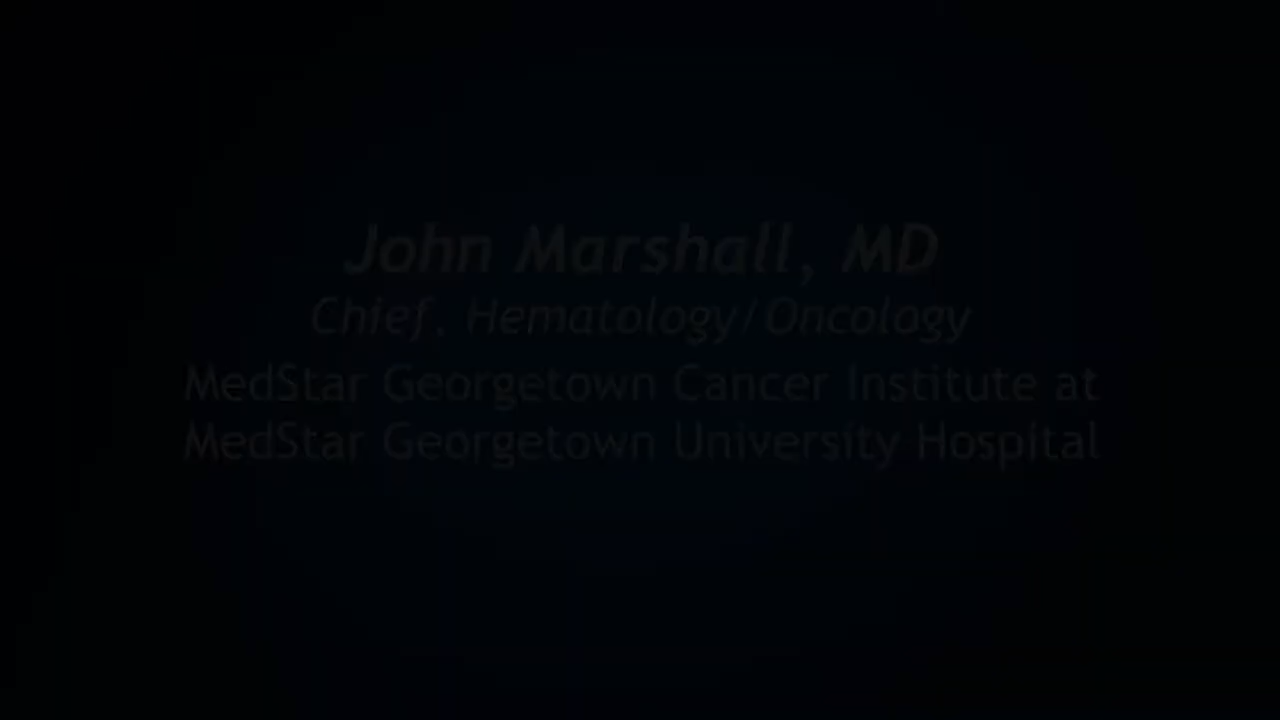 John Marshall, MD
Chief, Hematology/Oncology
MedStar Georgetown Cancer Institute at
MedStar Georgetown University Hospital